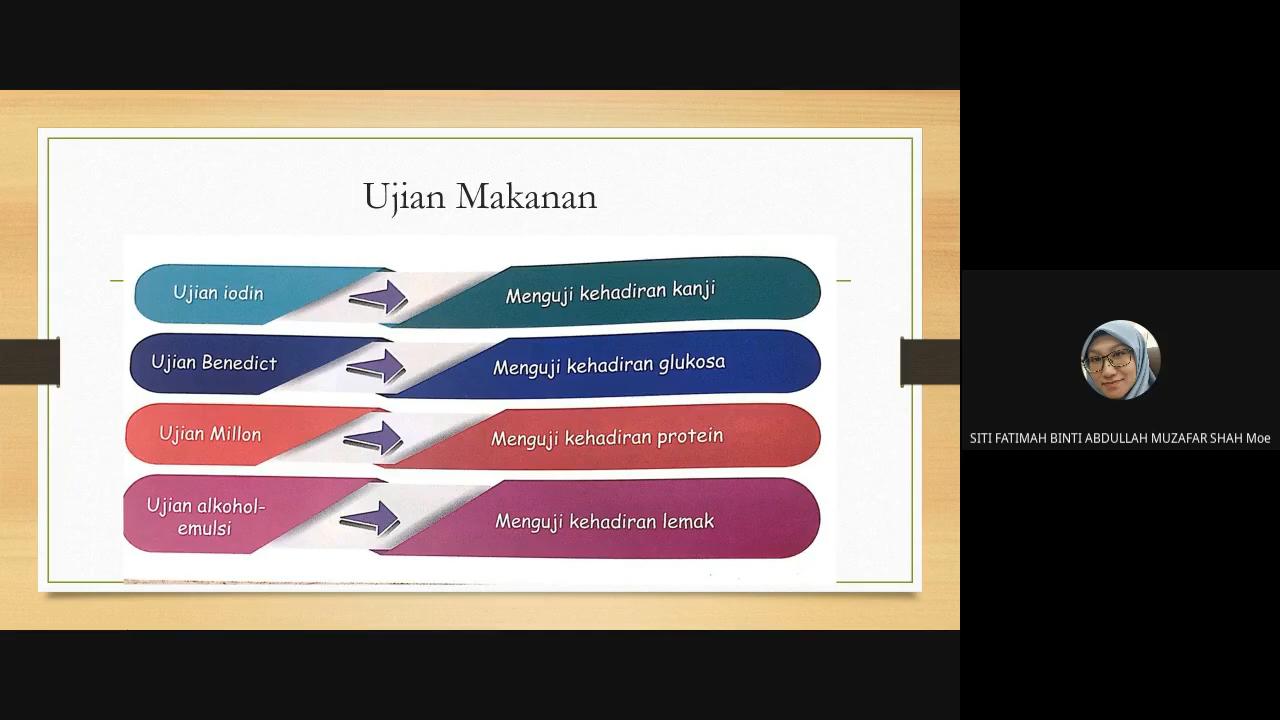 Ujian Makanan
Ujian iodin
Menguji kehadiran kanji
Ujian Benedict
Menguji kehadiran glukosa
Ujian Millon
Menguji kehadiran protein
Ujian alkohol-
emulsi
Menguji kehadiran lemak
SITI FATIMAH BINTI ABDULLAH MUZAFAR SHAH Moe